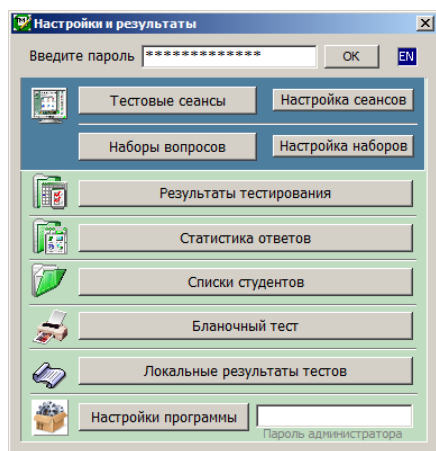 Настройки и результаты
Введите пароль ************* ОК EN
Тестовые сеансы Настройка сеансов
Наборы вопросов Настройка наборов
Результаты тестирования
Статистика ответов
Списки студентов
Бланочный тест
Локальные результаты тестов
Настройки программы
Пароль администратора